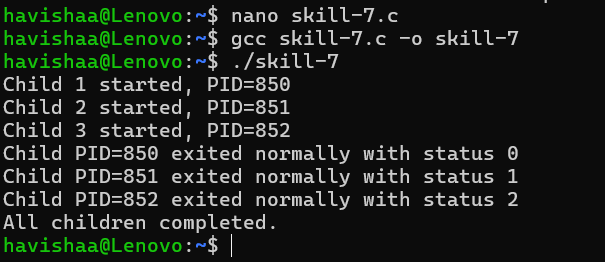 havishaa@Lenovo:~$ nano skill-7.c
havishaa@Lenovo:~$ gcc skill-7.c -o skill-7
havishaa@Lenovo:~$ ./skill-7
Child 1 started, PID=850
Child 2 started, PID=851
Child 3 started, PID=852
Child PID=850 exited normally with status 0
Child PID=851 exited normally with status 1
Child PID=852 exited normally with status 2
All children completed.
havishaa@Lenovo:~$